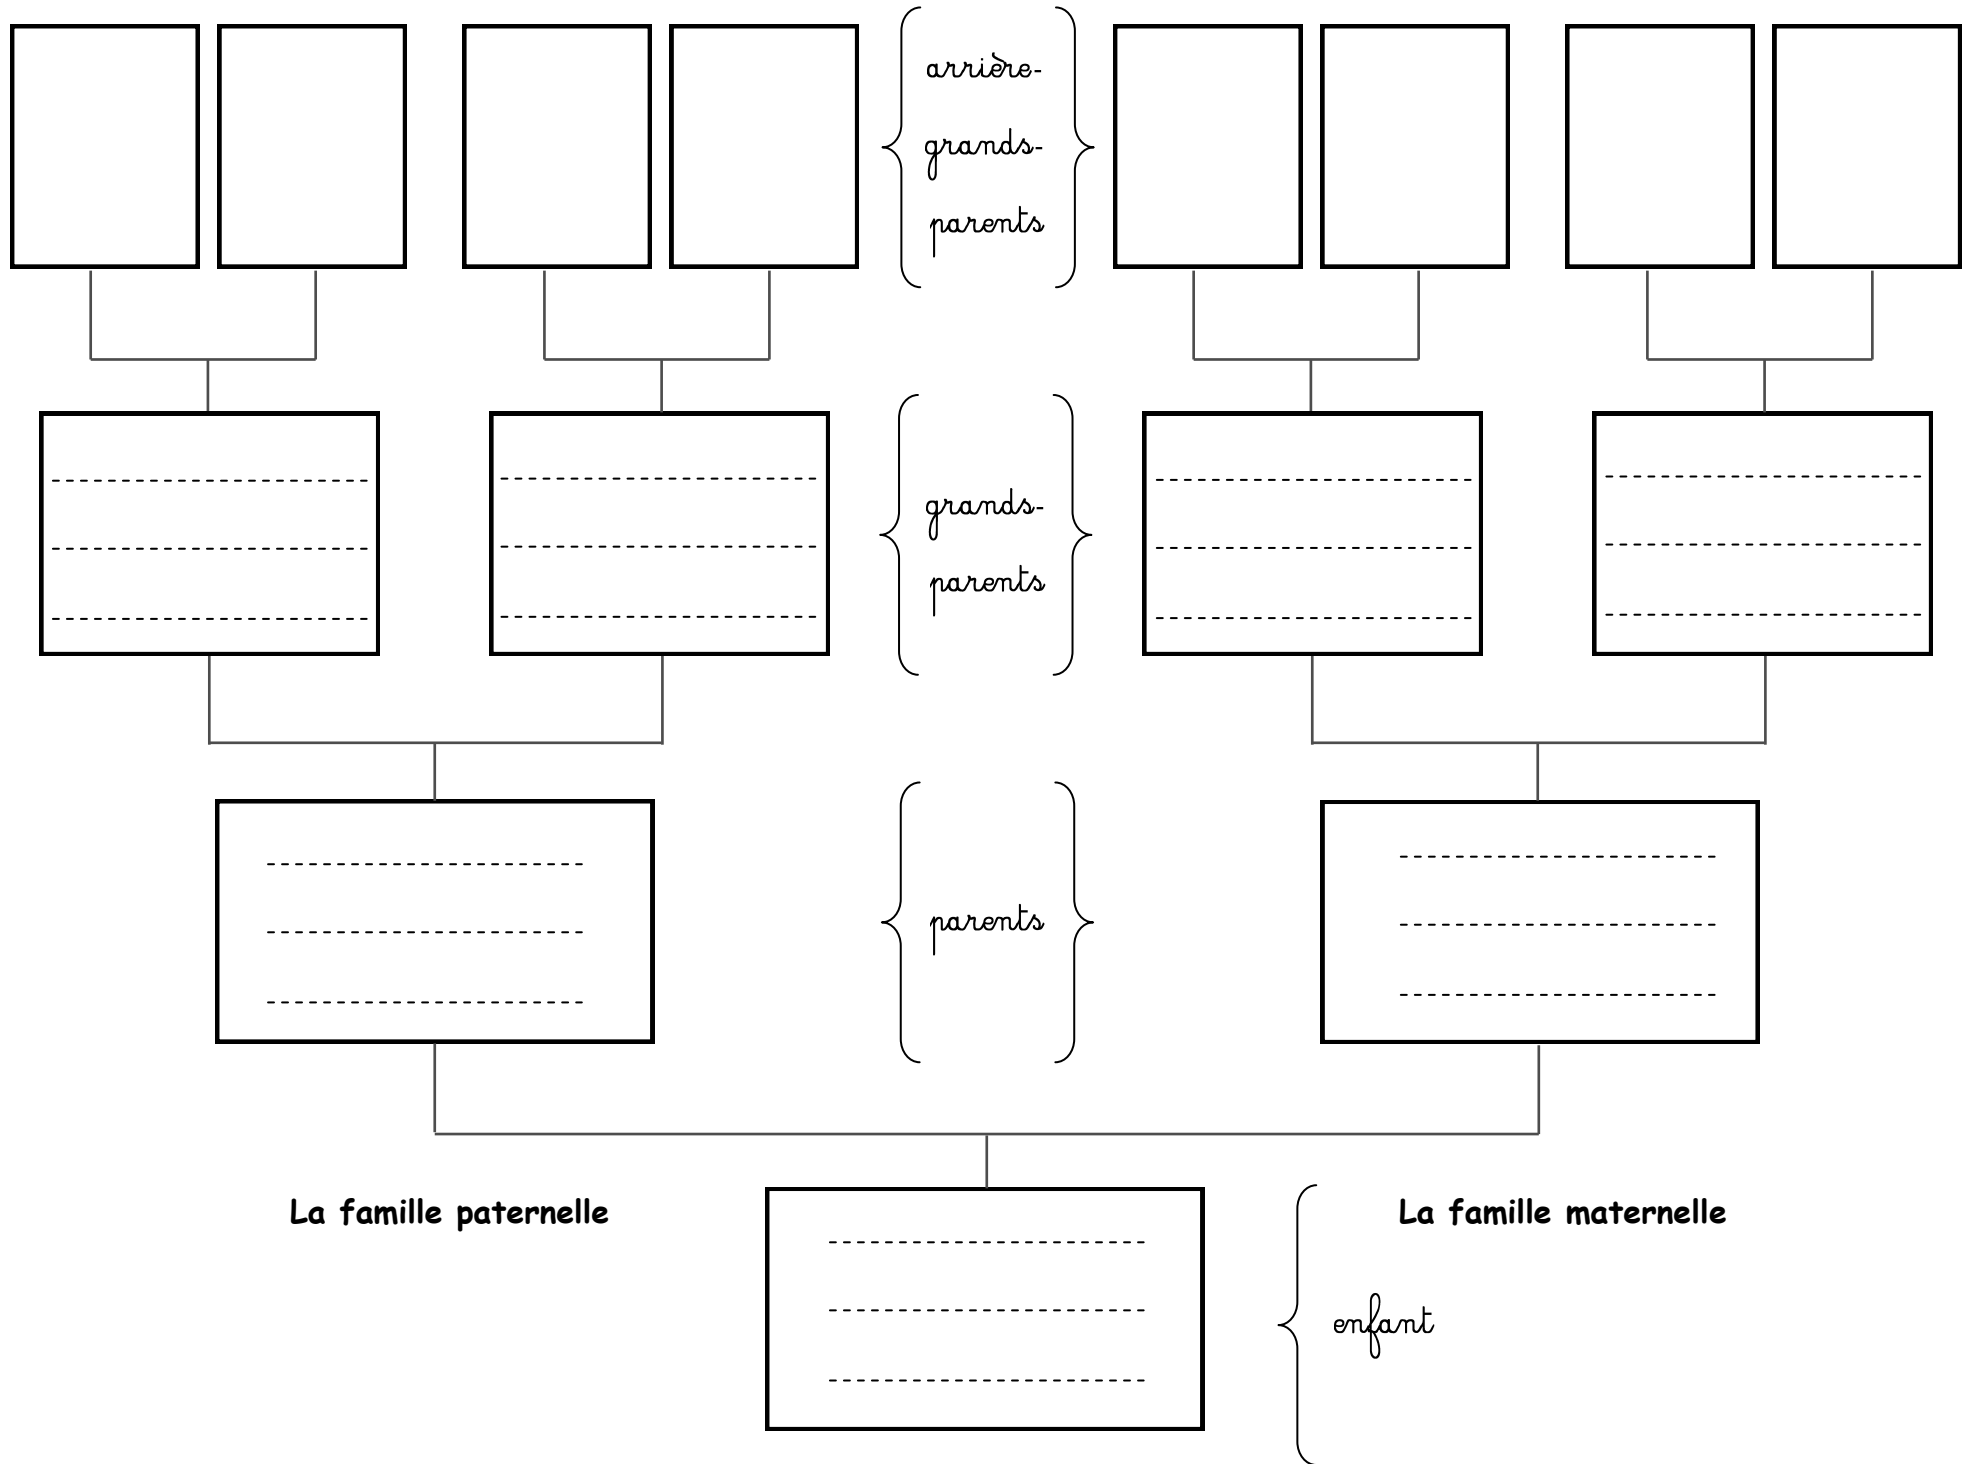 arrière-
grands-
parents
grands-
parents
parents
La famille paternelle
La famille maternelle
enfant